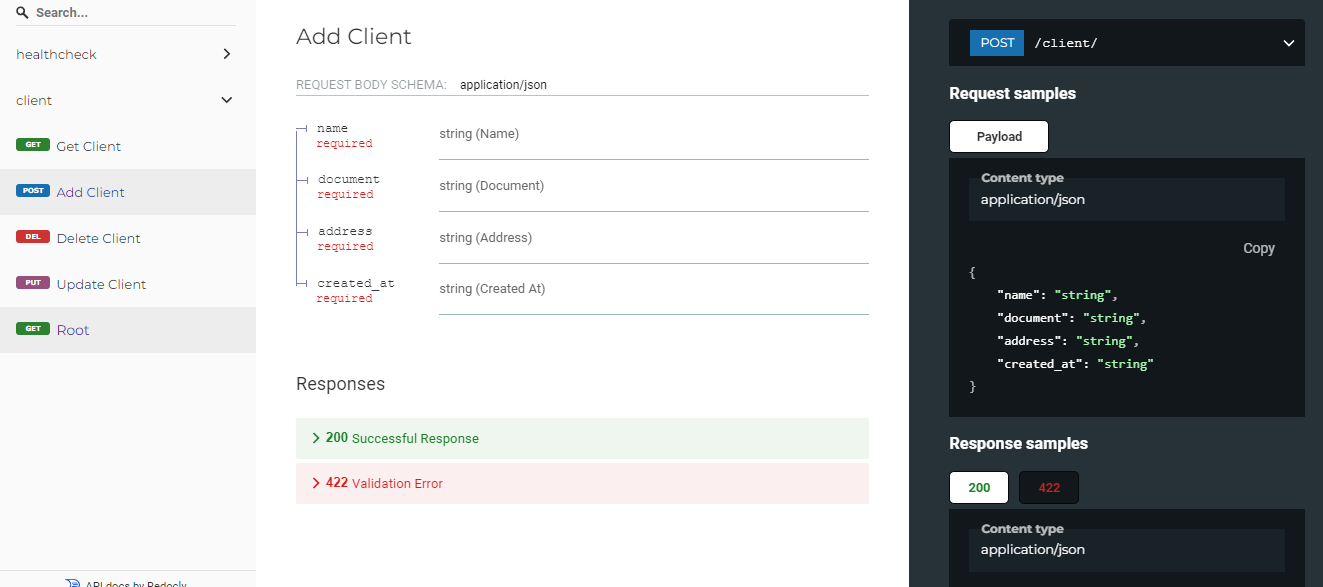 Search...
healthcheck
client
GET Get Client
POST Add Client
DEL Delete Client
PUT Update Client
GET Root
API docs by Redocly
Add Client
REQUEST BODY SCHEMA: application/json
name
required
string (Name)
document
required
string (Document)
address
required
string (Address)
created_at
required
string (Created At)
Responses
200 Successful Response
422 Validation Error
POST /client/
Request samples
Payload
Content type
application/json
Copy
{
"name": "string",
"document": "string",
"address": "string",
"created_at": "string"
}
Response samples
200 422
Content type
application/json